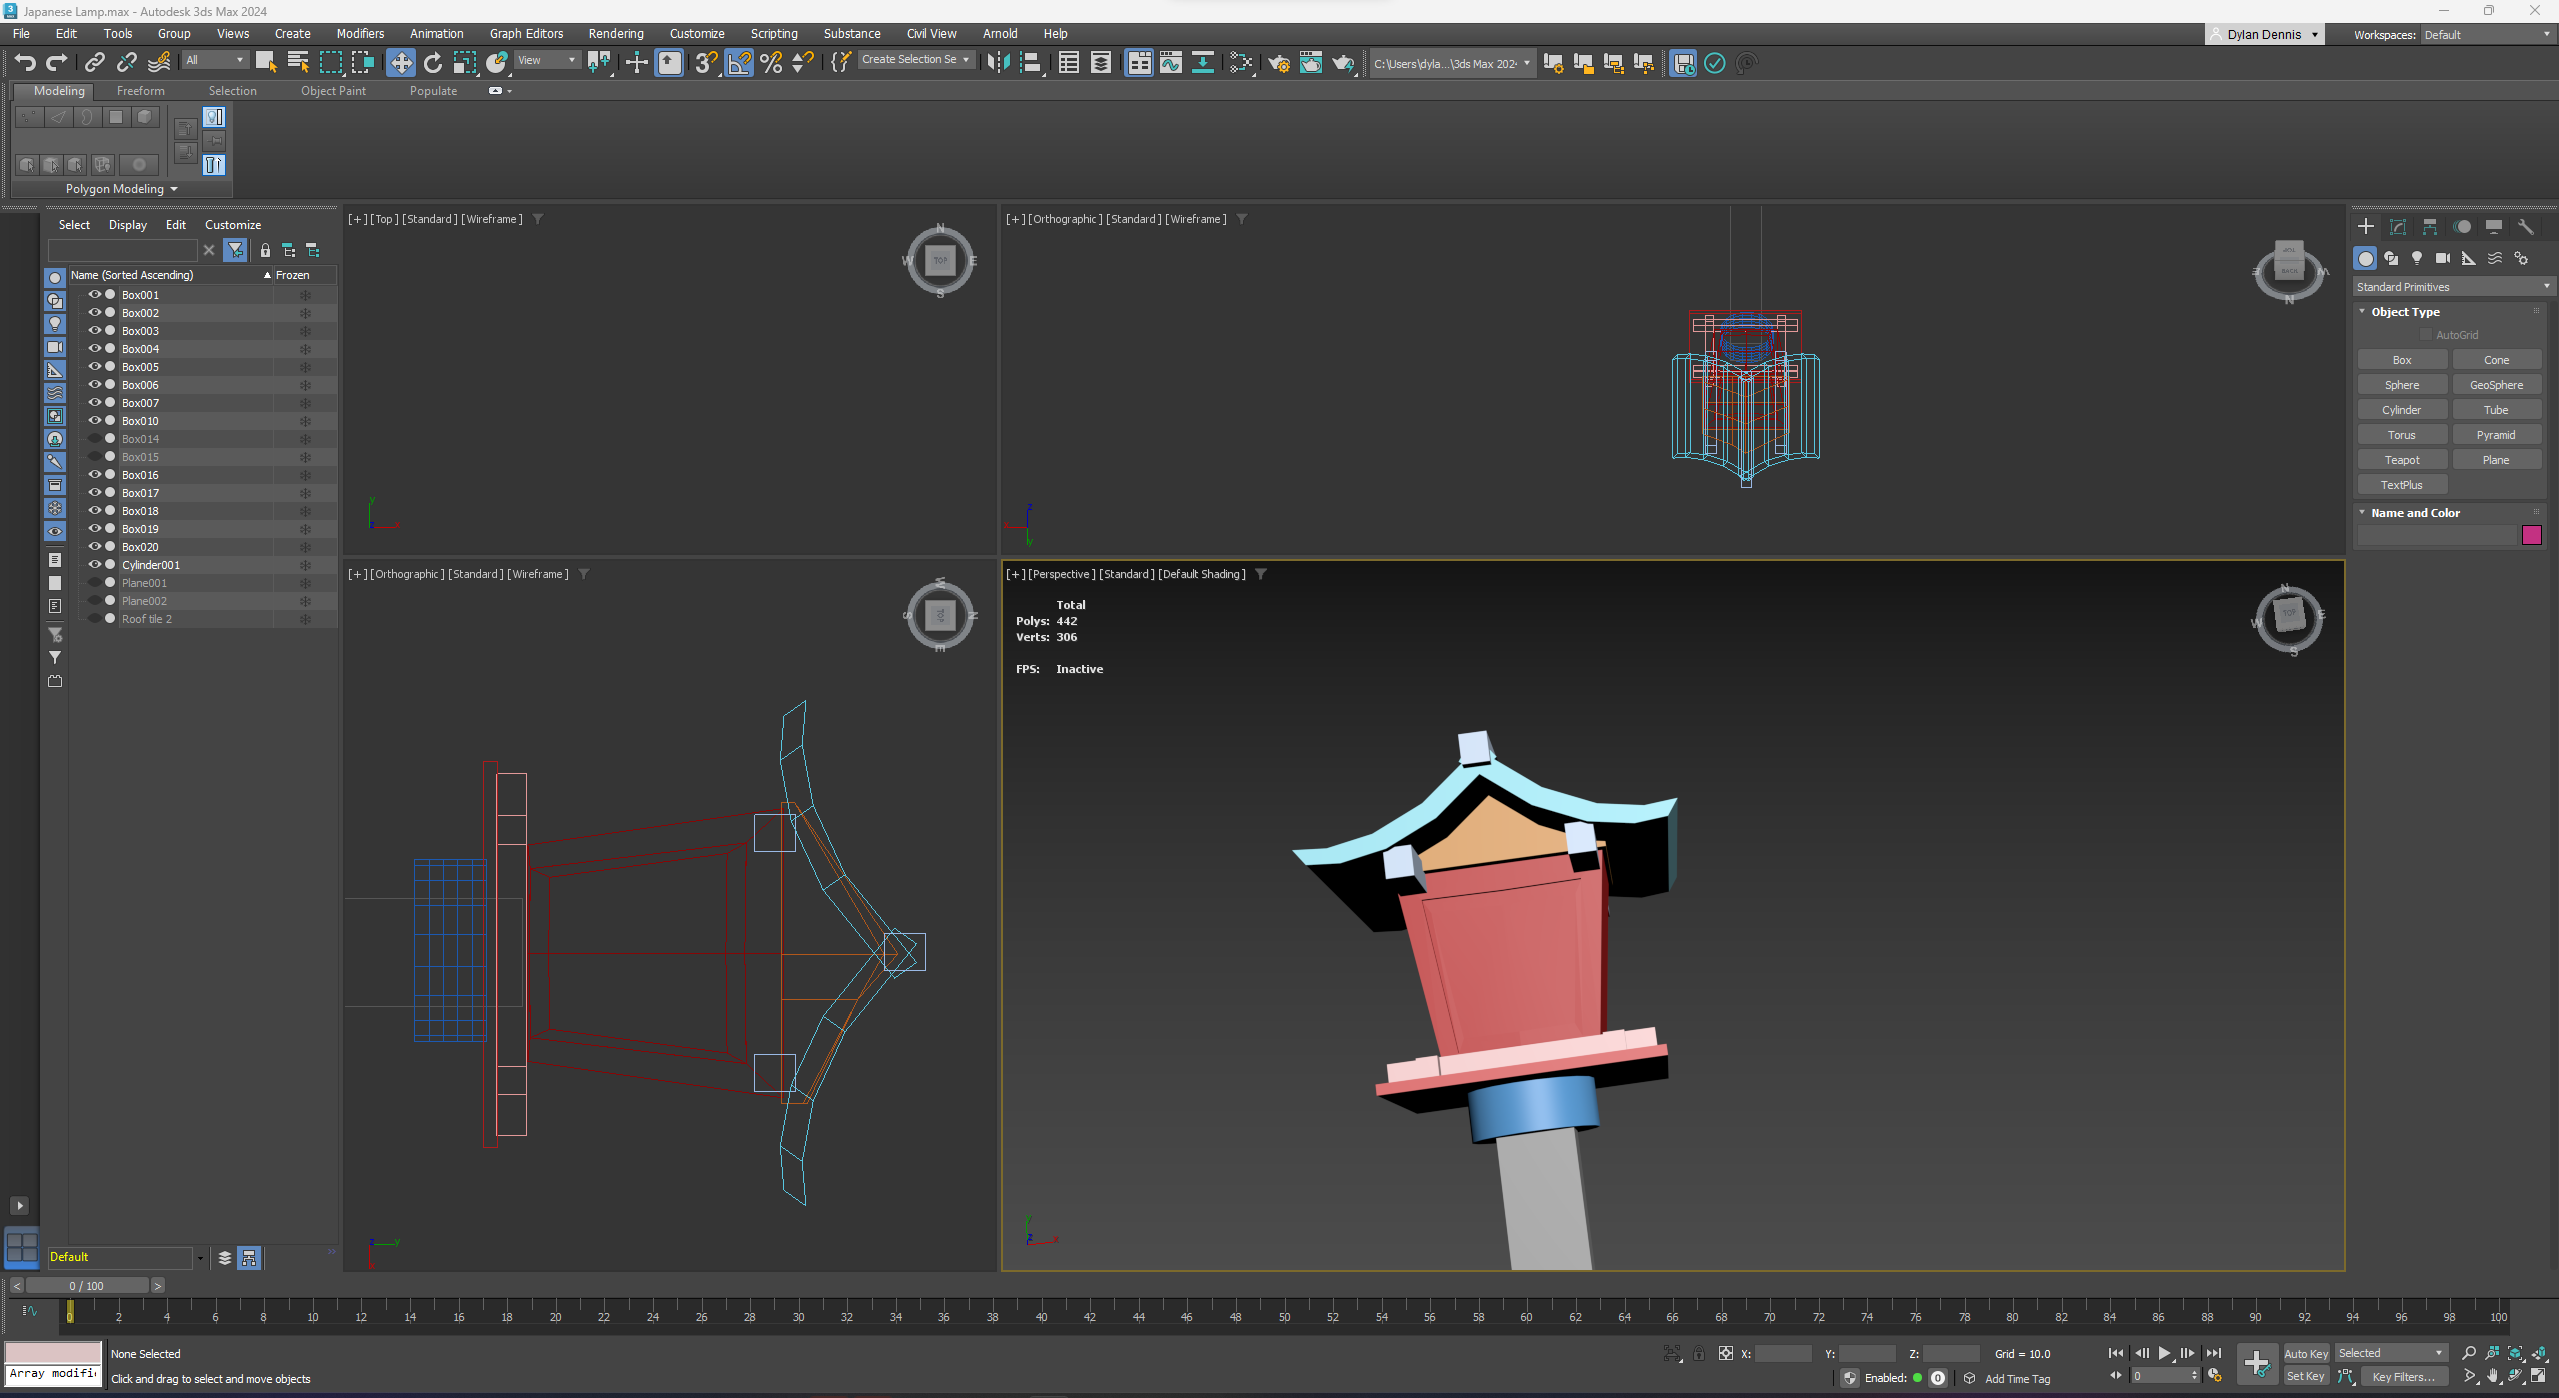 Japanese Lamp.max - Autodesk 3ds Max 2024
File Edit Tools Group Views Create Modifiers Animation Graph Editors Rendering Customize Scripting Substance Civil View Arnold Help
Dylan Dennis
Workspaces: Default
All
View
Create Selection Se
C:\Users\dyla...\3ds Max 202
Modeling Freeform Selection Object Paint Populate
Polygon Modeling
Select Display Edit Customize
Name (Sorted Ascending) Frozen
Box001
Box002
Box003
Box004
Box005
Box006
Box007
Box010
Box014
Box015
Box016
Box017
Box018
Box019
Box020
Cylinder001
Plane001
Plane002
Roof tile 2
Default
[+] [Top] [Standard] [Wireframe]
N
W TOP E
S
y
z x
[+] [Orthographic] [Standard] [Wireframe]
TOP
BACK
E W
N
z
x
y
[+] [Orthographic] [Standard] [Wireframe]
W
S TOP N
E
z y
x
[+] [Perspective] [Standard] [Default Shading]
Total
Polys: 442
Verts: 306
FPS: Inactive
N
W TOP E
S
y
z x
Standard Primitives
Object Type
AutoGrid
Box Cone
Sphere GeoSphere
Cylinder Tube
Torus Pyramid
Teapot Plane
TextPlus
Name and Color
< 0 / 100 >
0 2 4 6 8 10 12 14 16 18 20 22 24 26 28 30 32 34 36 38 40 42 44 46 48 50 52 54 56 58 60 62 64 66 68 70 72 74 76 78 80 82 84 86 88 90 92 94 96 98 100
None Selected
Array modifi
Click and drag to select and move objects
X: Y: Z: Grid = 10.0
Enabled: 0 Add Time Tag
0
Auto Key Selected
Set Key Key Filters...